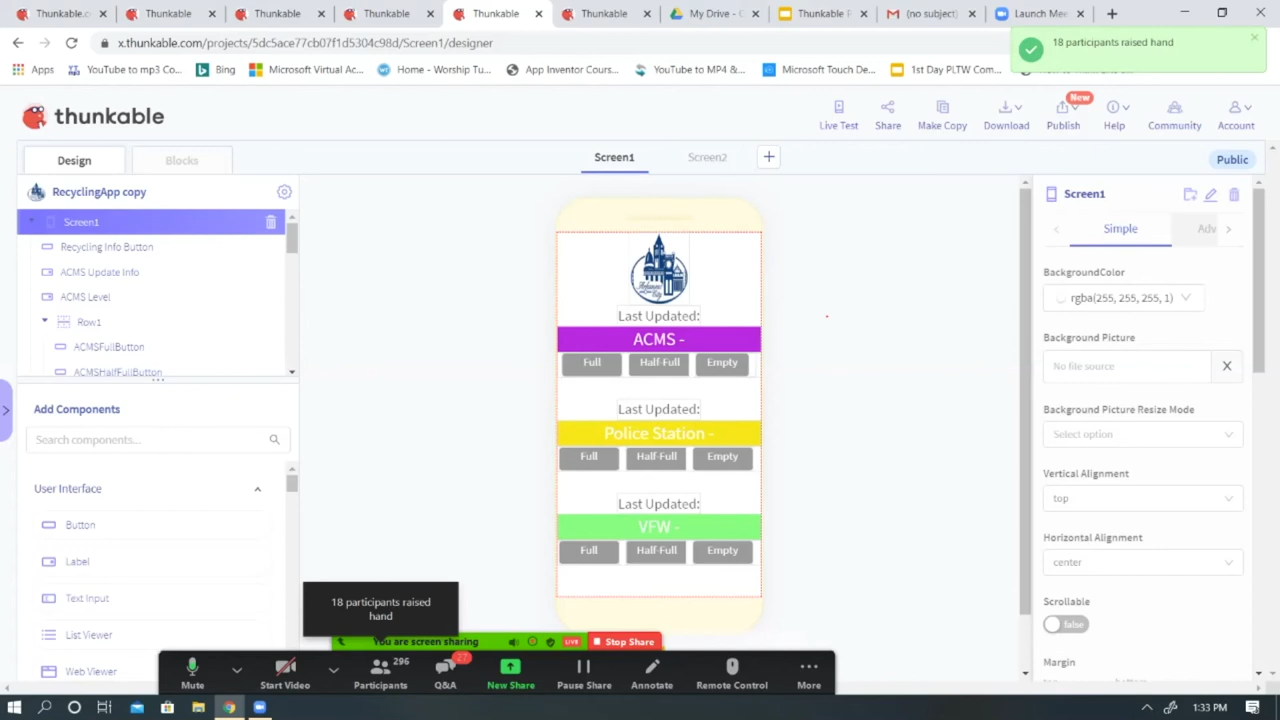 Thunkable
Thunkable
Thunkable
Thunkable
Thunkable
Thunkable
My Drive -
Thunkable
(no subject)
Launch Mee
x.thunkable.com/projects/5dc5ace77cb07f1d5304c98d/Screen1/designer
18 participants raised hand
Apps
YouTube to mp3 Co...
Bing
Microsoft Virtual Ac...
Home - Worship Tu...
App Inventor Cours...
YouTube to MP4 &...
Microsoft Touch De...
1st Day PLTW Com...
thunkable
Live Test
Share
Make Copy
Download
New
Publish
Help
Community
Account
Design
Blocks
Screen1
Screen2
Public
RecyclingApp copy
Screen1
Recycling Info Button
ACMS Update Info
ACMS Level
Row1
ACMSFullButton
ACMSHalfFullButton
Add Components
Search components...
User Interface
Button
Label
Text Input
List Viewer
Web Viewer
Last Updated:
ACMS -
Full Half-Full Empty
Last Updated:
Police Station -
Full Half-Full Empty
Last Updated:
VFW -
Full Half-Full Empty
Screen1
Simple
Adv
BackgroundColor
rgba(255, 255, 255, 1)
Background Picture
No file source
Background Picture Resize Mode
Select option
Vertical Alignment
top
Horizontal Alignment
center
Scrollable
false
Margin
18 participants raised
hand
You are screen sharing
LIVE
Stop Share
Mute
Start Video
296
Participants
27
Q&A
New Share
Pause Share
Annotate
Remote Control
More
1:33 PM